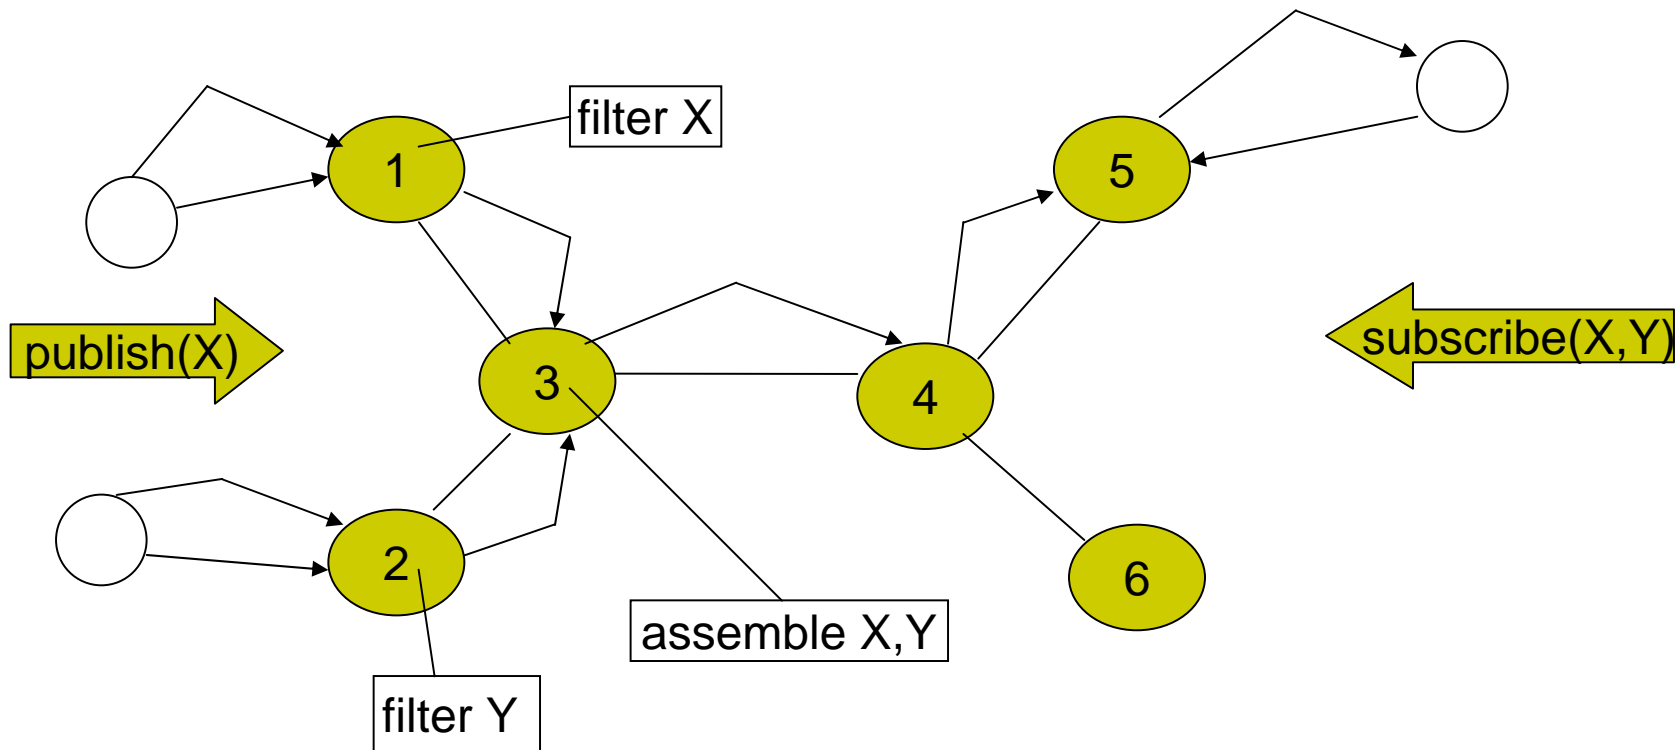 filter X
1
5
publish(X)
subscribe(X,Y)
3
4
2
6
assemble X,Y
filter Y